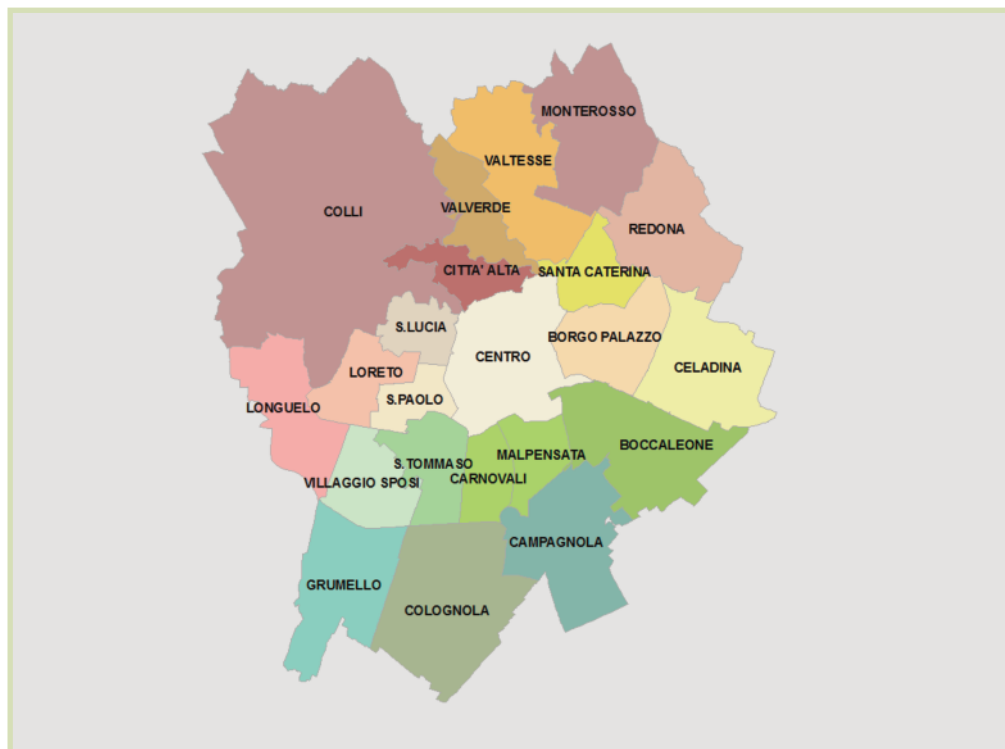 MONTEROSSO
VALTESSE
COLLI
VALVERDE
REDONA
CITTA' ALTA
SANTA CATERINA
S.LUCIA
BORGO PALAZZO
CENTRO
LORETO
CELADINA
S.PAOLO
LONGUELO
BOCCALEONE
MALPENSATA
S.TOMMASO
CARNOVALI
VILLAGGIO SPOSI
CAMPAGNOLA
GRUMELLO
COLOGNOLA